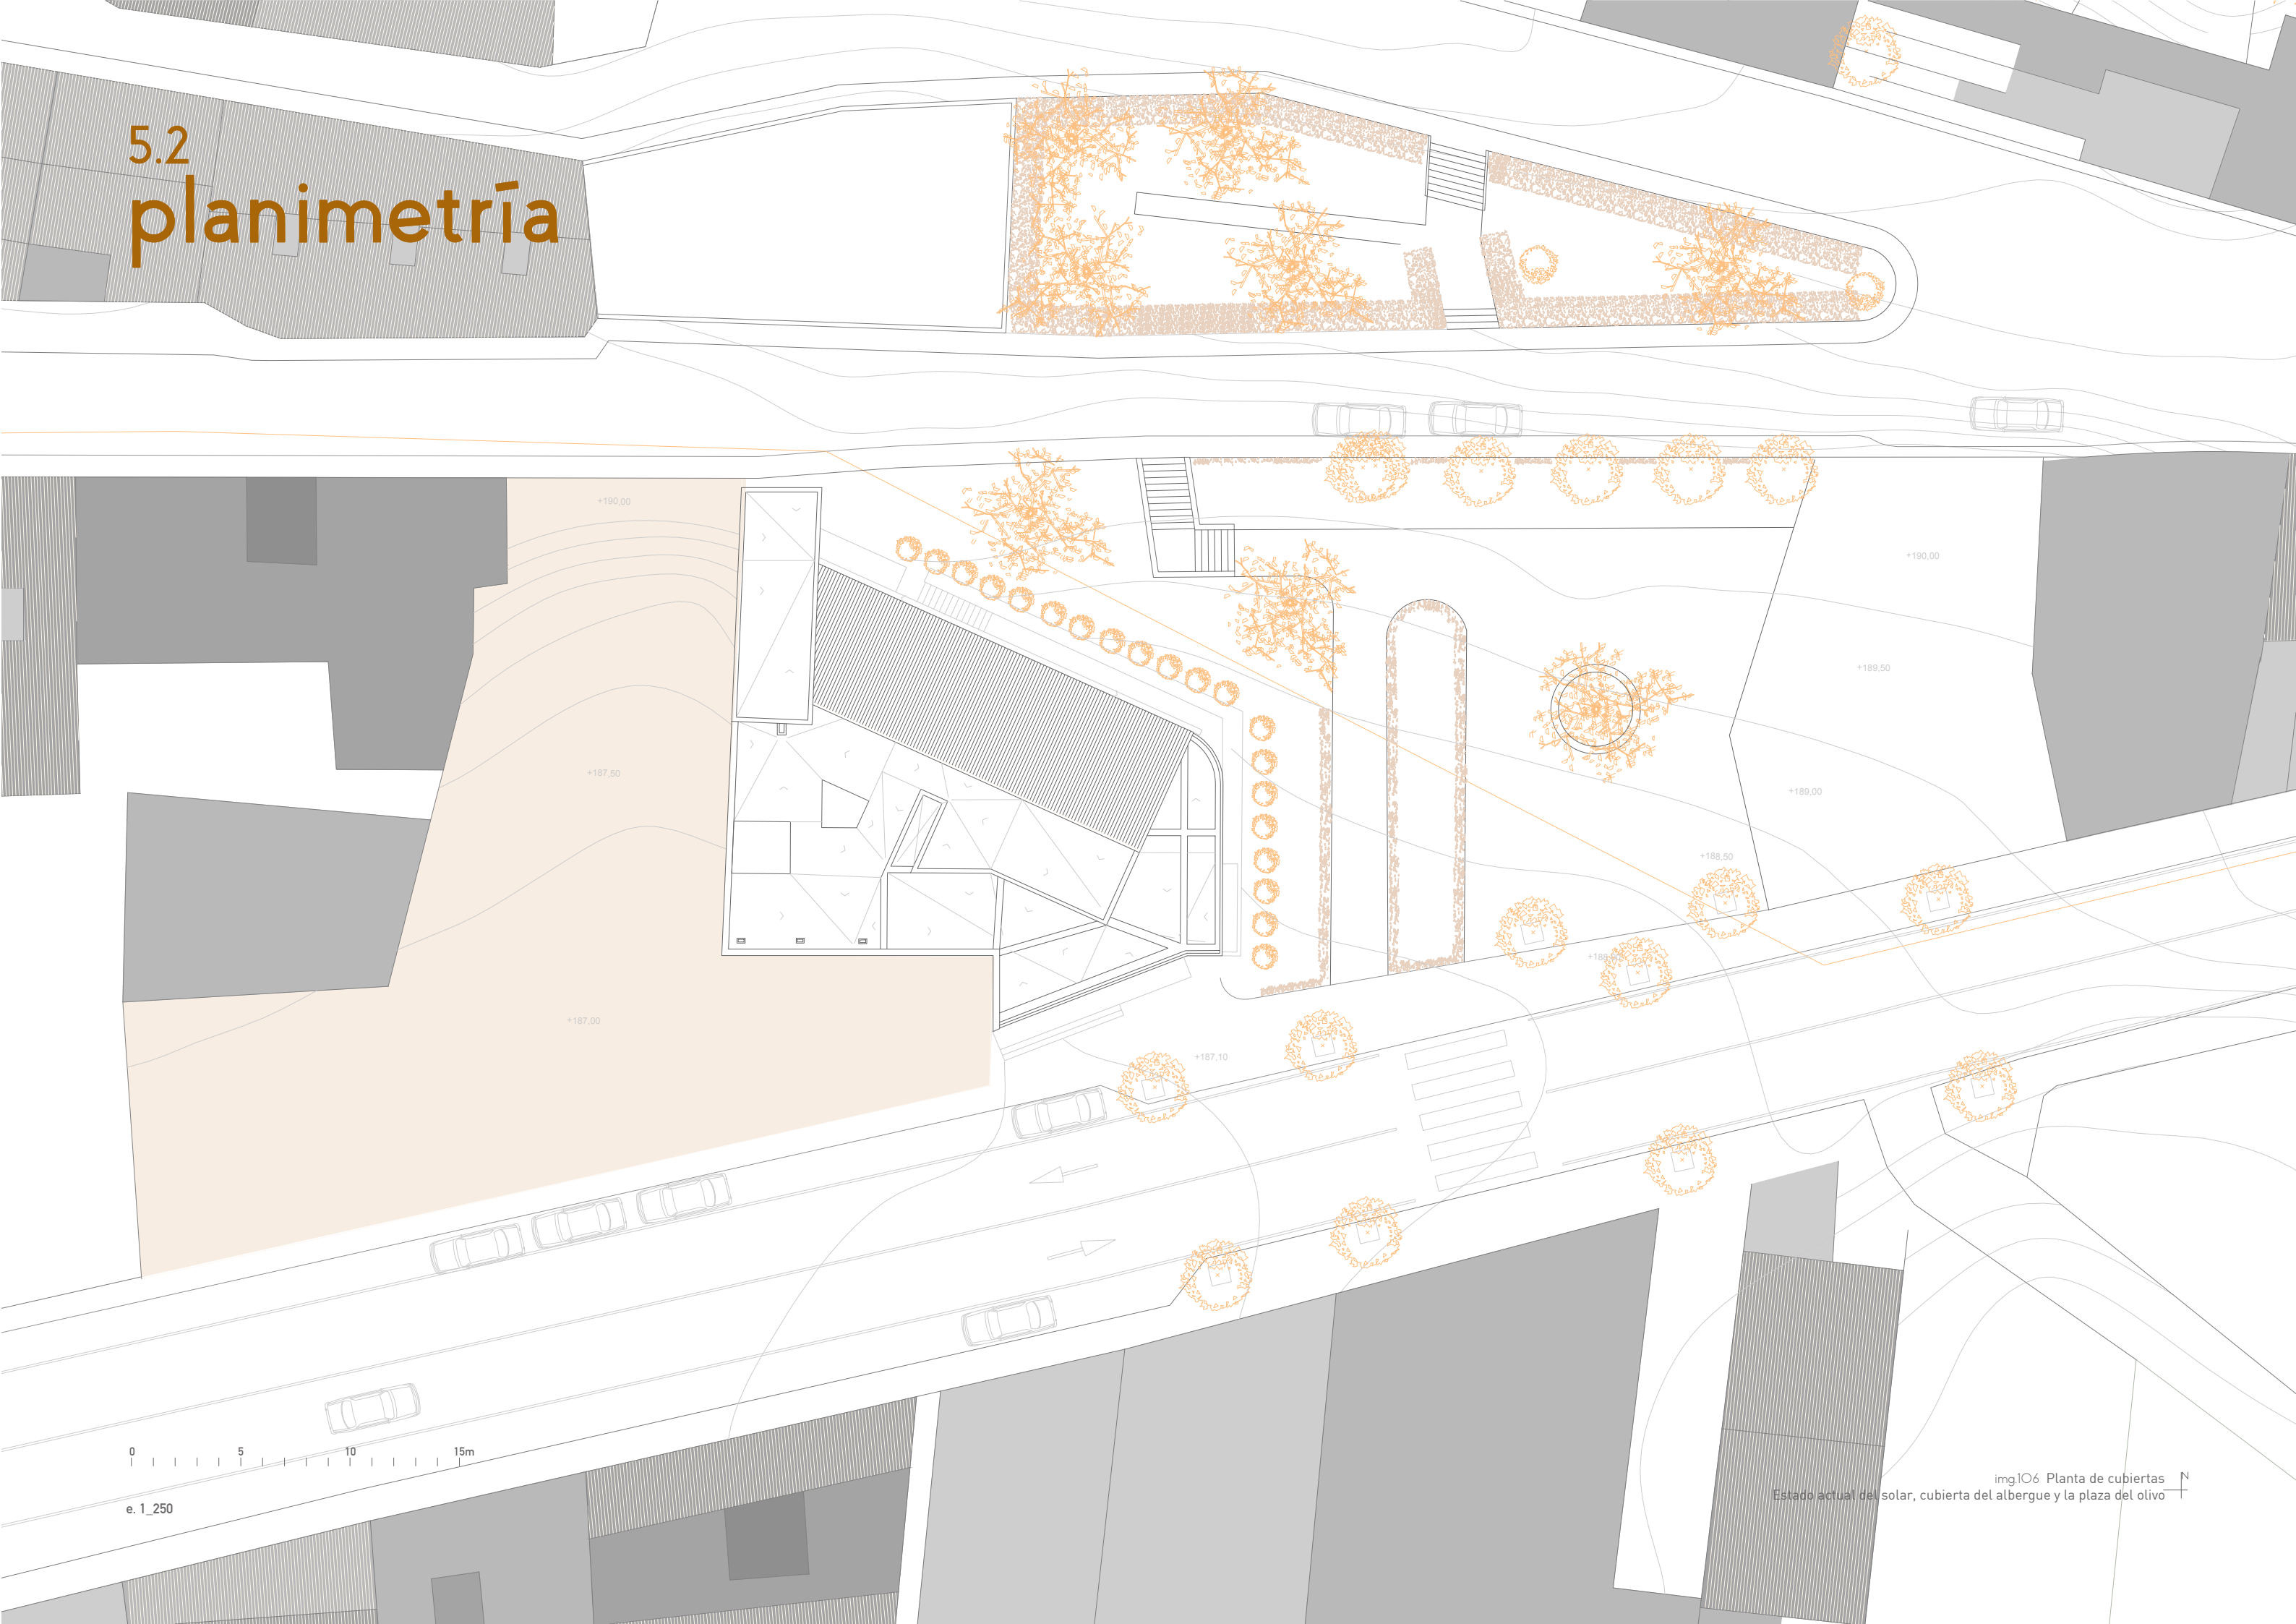 5.2
planimetría
+190,00
+190,00
+189,50
+187,50
+189,00
+188,50
+187,00
+187,10
0 5 10 15m
e. 1_250
N
img.106 Planta de cubiertas
Estado actual del solar, cubierta del albergue y la plaza del olivo